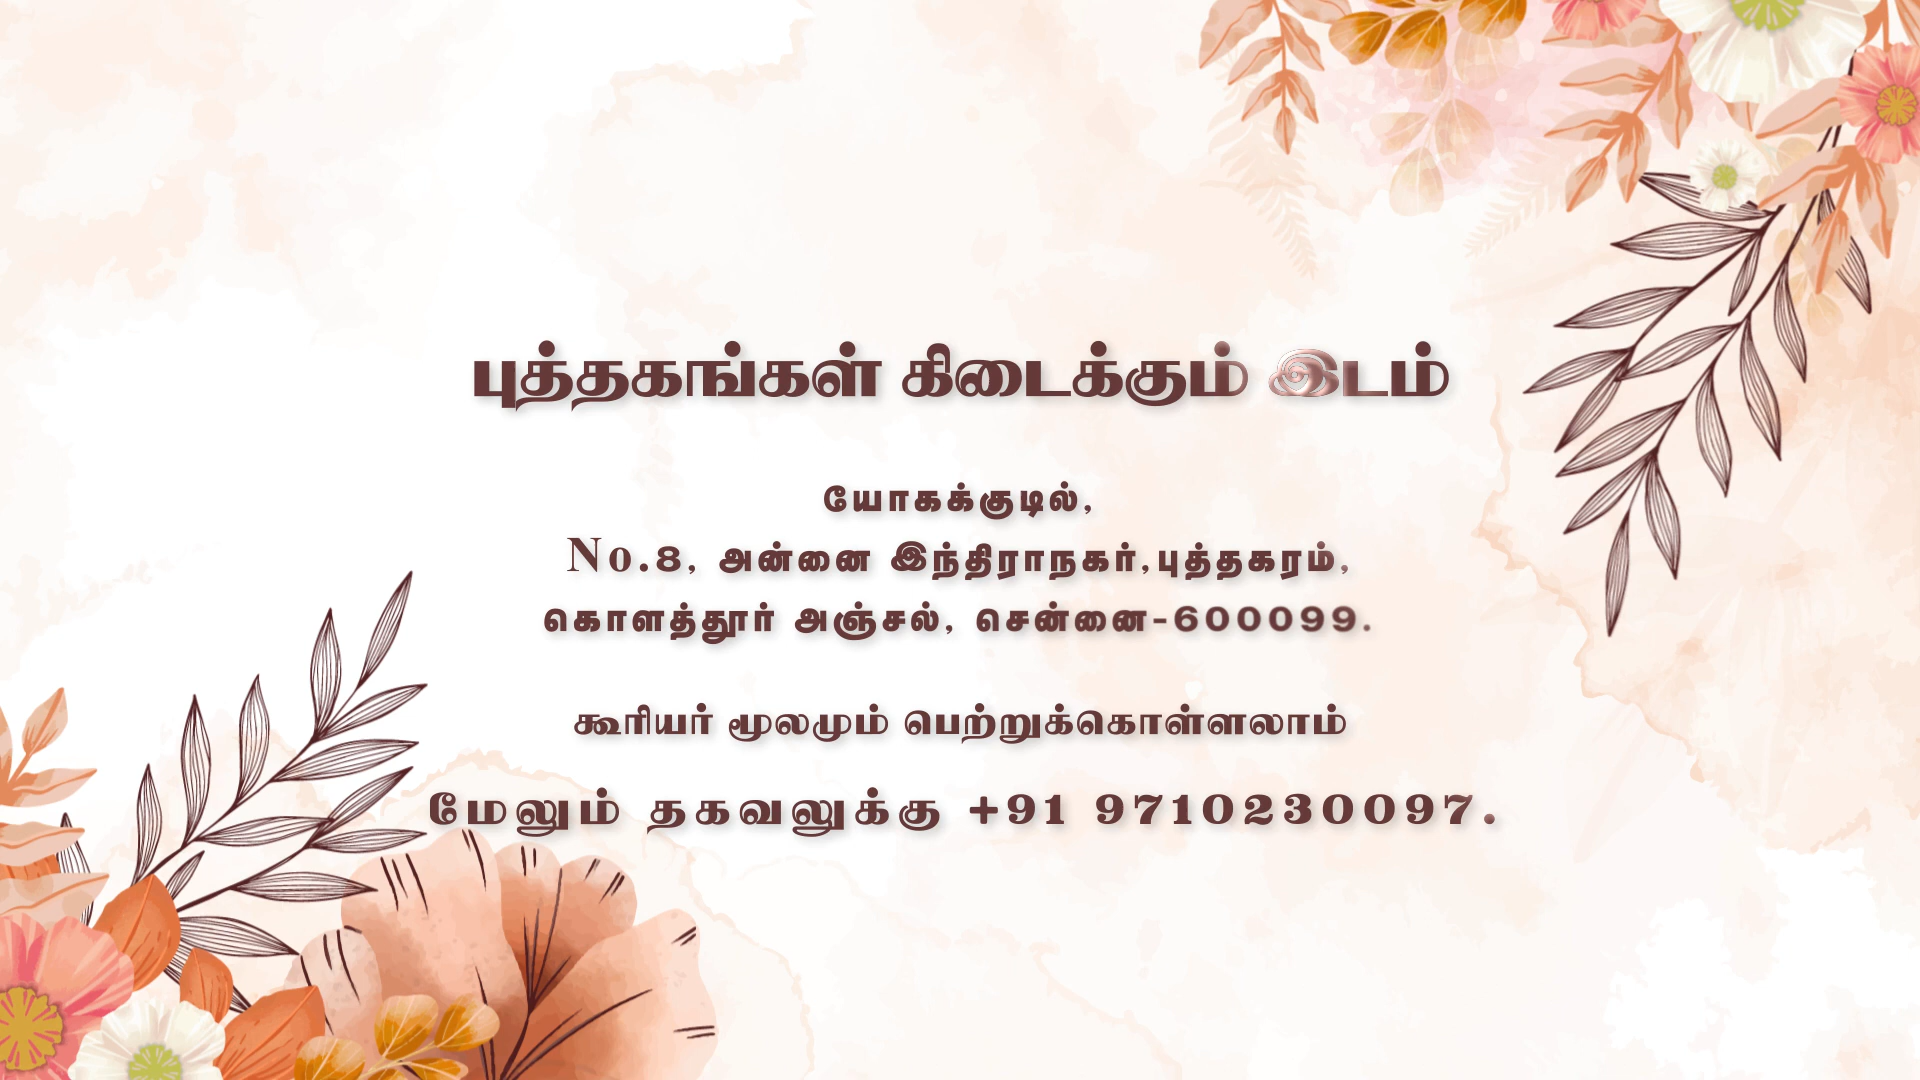 புத்தகங்கள் கிடைக்கும் இடம்
யோகக்குடில்,
No.8, அன்னை இந்திராநகர்,புத்தகரம்,
கொளத்தூர் அஞ்சல், சென்னை-600099.
கூரியர் மூலமும் பெற்றுக்கொள்ளலாம்
மேலும் தகவலுக்கு +91 9710230097.